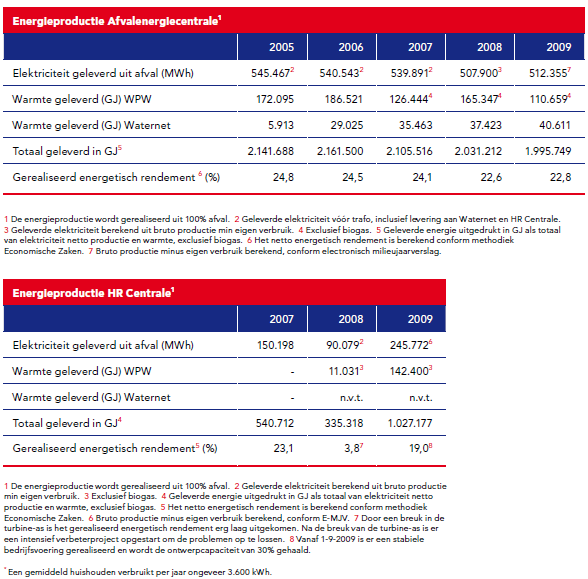 Energieproductie Afvalenergiecentrale1
2005 2006 2007 2008 2009
Elektriciteit geleverd uit afval (MWh) 545.4672 540.5432 539.8912 507.9003 512.3557
Warmte geleverd (GJ) WPW 172.095 186.521 126.4444 165.3474 110.6594
Warmte geleverd (GJ) Waternet 5.913 29.025 35.463 37.423 40.611
Totaal geleverd in GJ5 2.141.688 2.161.500 2.105.516 2.031.212 1.995.749
Gerealiseerd energetisch rendement 6 (%) 24,8 24,5 24,1 22,6 22,8
1 De energieproductie wordt gerealiseerd uit 100% afval. 2 Geleverde elektriciteit vóór trafo, inclusief levering aan Waternet en HR Centrale.
3 Geleverde elektriciteit berekend uit bruto productie min eigen verbruik. 4 Exclusief biogas. 5 Geleverde energie uitgedrukt in GJ als totaal
van elektriciteit netto productie en warmte, exclusief biogas. 6 Het netto energetisch rendement is berekend conform methodiek
Economische Zaken. 7 Bruto productie minus eigen verbruik berekend, conform electronisch milieujaarverslag.
Energieproductie HR Centrale1
2007 2008 2009
Elektriciteit geleverd uit afval (MWh) 150.198 90.0792 245.7726
Warmte geleverd (GJ) WPW - 11.0313 142.4003
Warmte geleverd (GJ) Waternet - n.v.t. n.v.t.
Totaal geleverd in GJ4 540.712 335.318 1.027.177
Gerealiseerd energetisch rendement5 (%) 23,1 3,87 19,08
1 De energieproductie wordt gerealiseerd uit 100% afval. 2 Geleverde elektriciteit berekend uit bruto productie
min eigen verbruik. 3 Exclusief biogas. 4 Geleverde energie uitgedrukt in GJ als totaal van elektriciteit netto
productie en warmte, exclusief biogas. 5 Het netto energetisch rendement is berekend conform methodiek
Economische Zaken. 6 Bruto productie minus eigen verbruik berekend, conform E-MJV. 7 Door een breuk in de
turbine-as is het gerealiseerd energetisch rendement erg laag uitgekomen. Na de breuk van de turbine-as is er
een intensief verbeterproject opgestart om de problemen op te lossen. 8 Vanaf 1-9-2009 is er een stabiele
bedrijfsvoering gerealiseerd en wordt de ontwerpcapaciteit van 30% gehaald.
* Een gemiddeld huishouden verbruikt per jaar ongeveer 3.600 kWh.